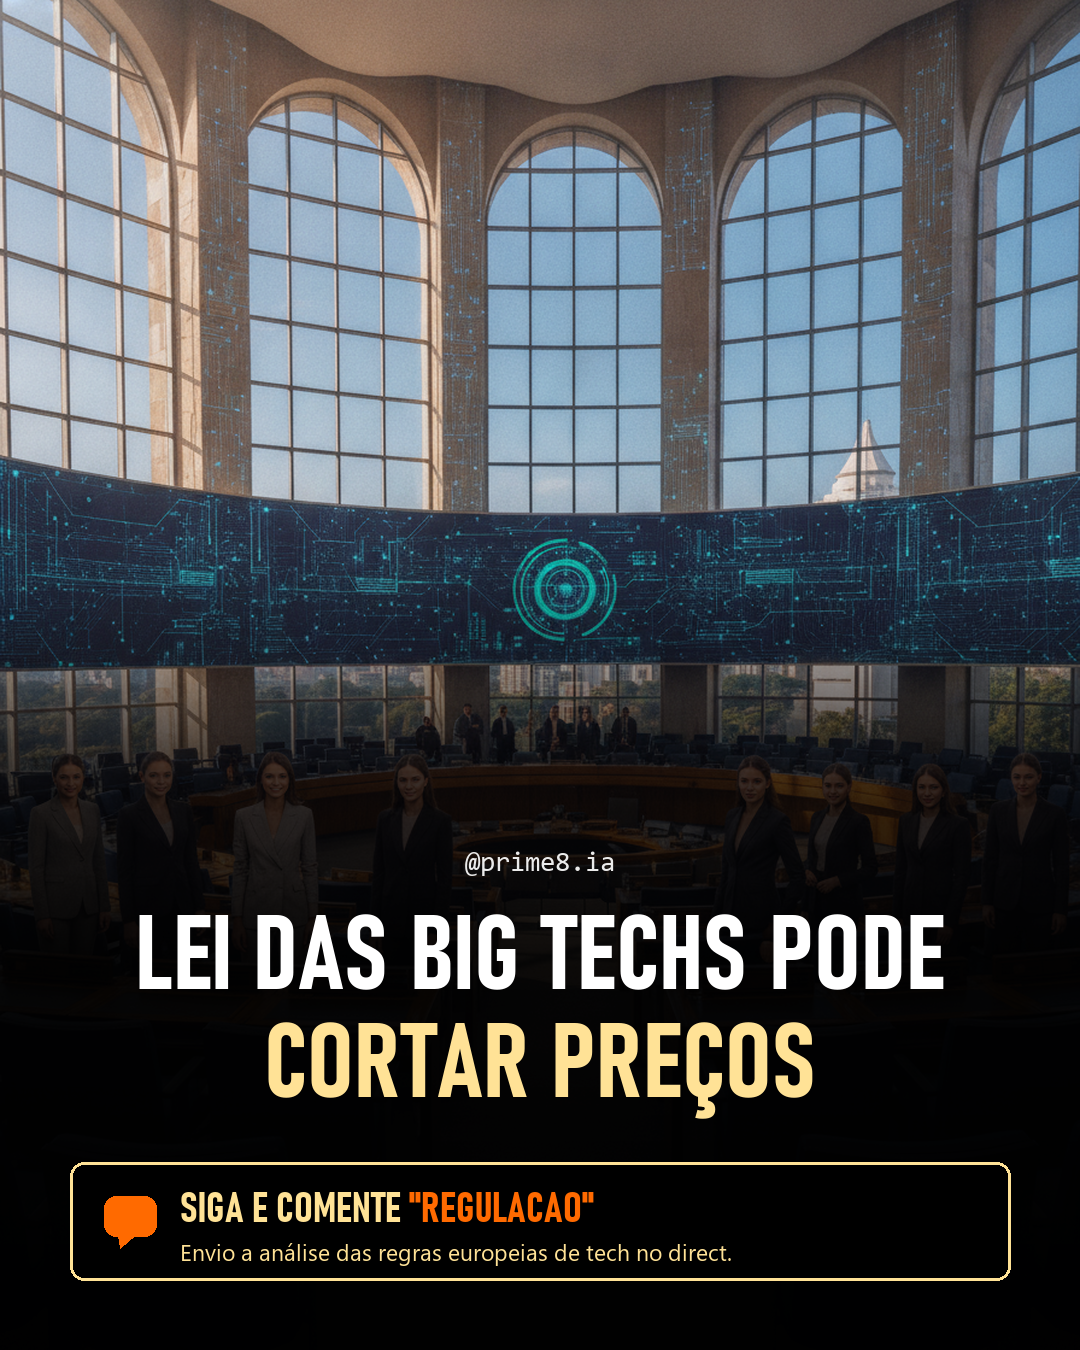 @prime8.ia
LEI DAS BIG TECHS PODE
CORTAR PREÇOS
SIGA E COMENTE "REGULACAO"
Envio a análise das regras europeias de tech no direct.